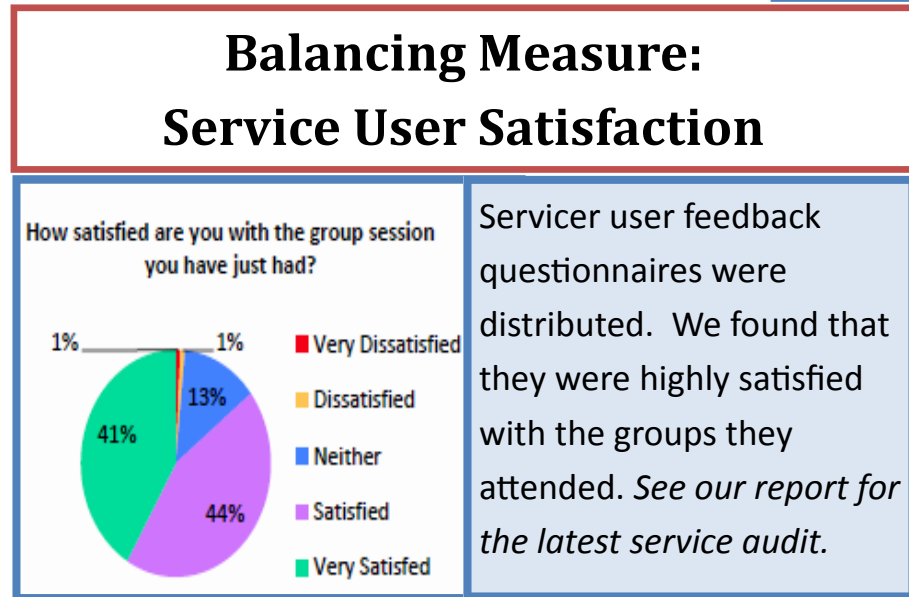 Balancing Measure:
Service User Satisfaction
How satisfied are you with the group session
you have just had?
1%
1%
13%
41%
44%
Very Dissatisfied
Dissatisfied
Neither
Satisfied
Very Satisfed
Servicer user feedback
questionnaires were
distributed.  We found that
they were highly satisfied
with the groups they
attended. See our report for
the latest service audit.